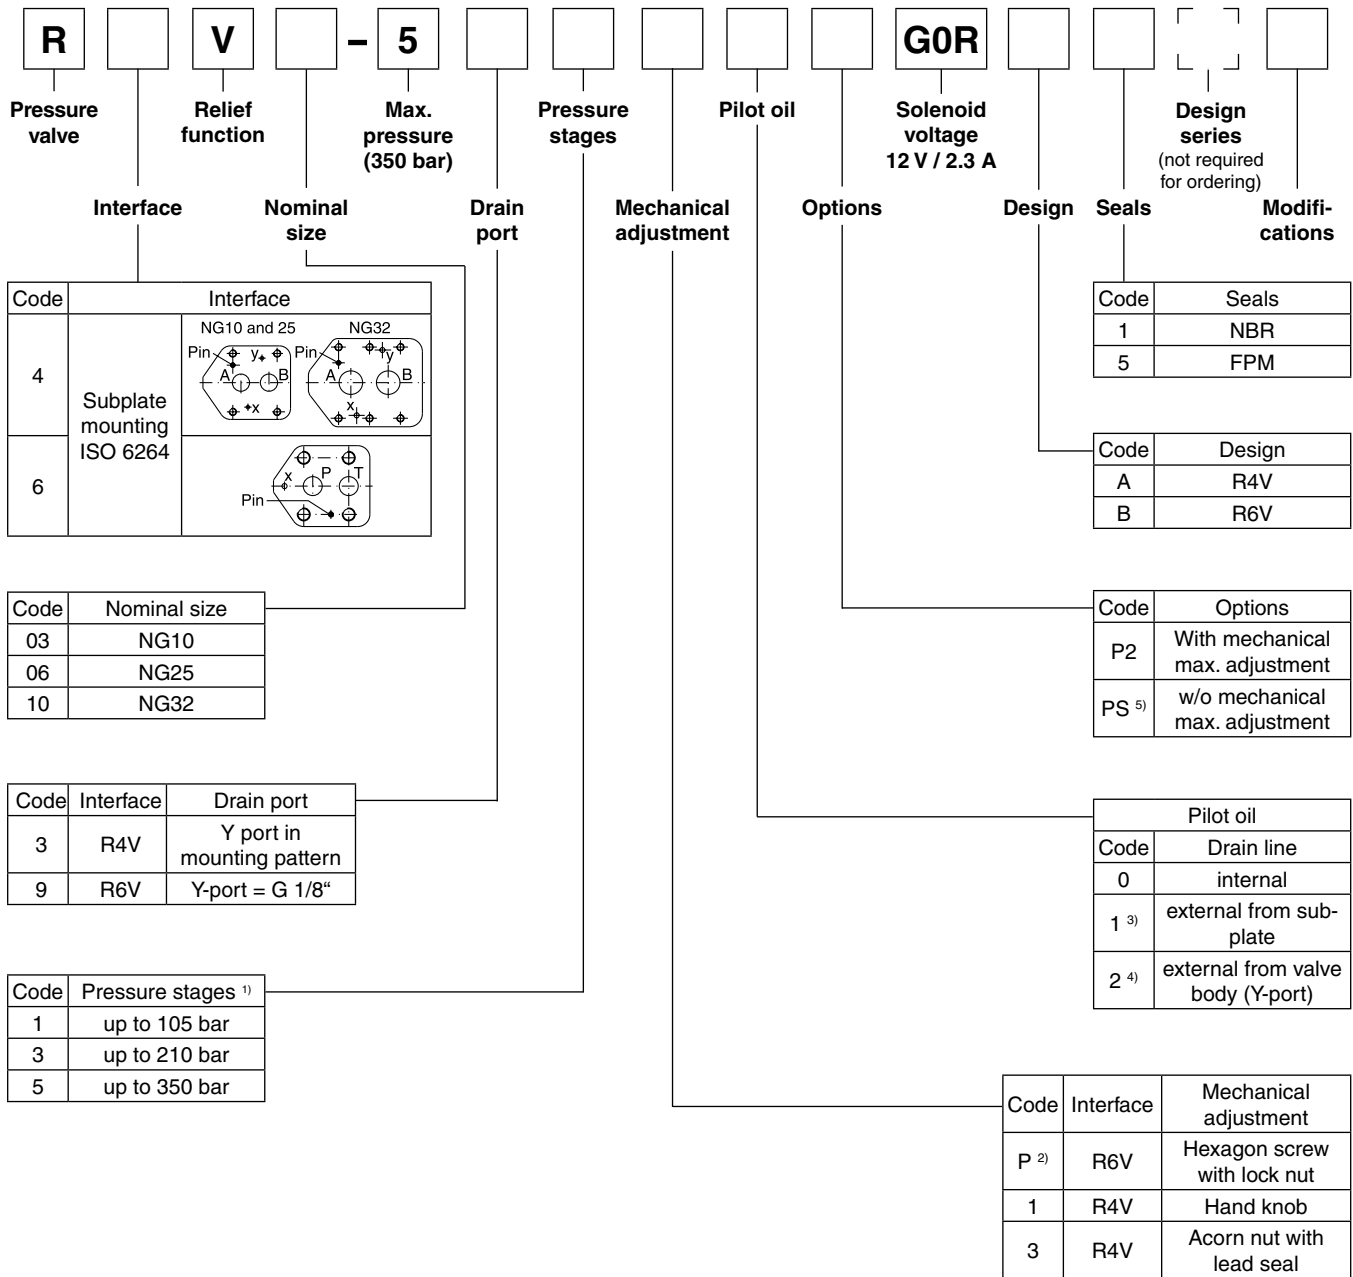 R V – 5 G0R
Pressure valve
Relief function
Max. pressure (350 bar)
Pressure stages
Pilot oil
Solenoid voltage 12 V / 2.3 A
Design series (not required for ordering)
Interface
Nominal size
Drain port
Mechanical adjustment
Options
Design
Seals
Modifi-cations
Code Interface
4
6
Subplate mounting ISO 6264
NG10 and 25
NG32
Pin y A B x
Pin y A B x
x P T Pin
Code Seals
1 NBR
5 FPM
Code Design
A R4V
B R6V
Code Nominal size
03 NG10
06 NG25
10 NG32
Code Options
P2 With mechanical max. adjustment
PS 5) w/o mechanical max. adjustment
Code Interface Drain port
3 R4V Y port in mounting pattern
9 R6V Y-port = G 1/8“
Pilot oil
Code Drain line
0 internal
1 3) external from sub-plate
2 4) external from valve body (Y-port)
Code Pressure stages 1)
1 up to 105 bar
3 up to 210 bar
5 up to 350 bar
Code Interface Mechanical adjustment
P 2) R6V Hexagon screw with lock nut
1 R4V Hand knob
3 R4V Acorn nut with lead seal